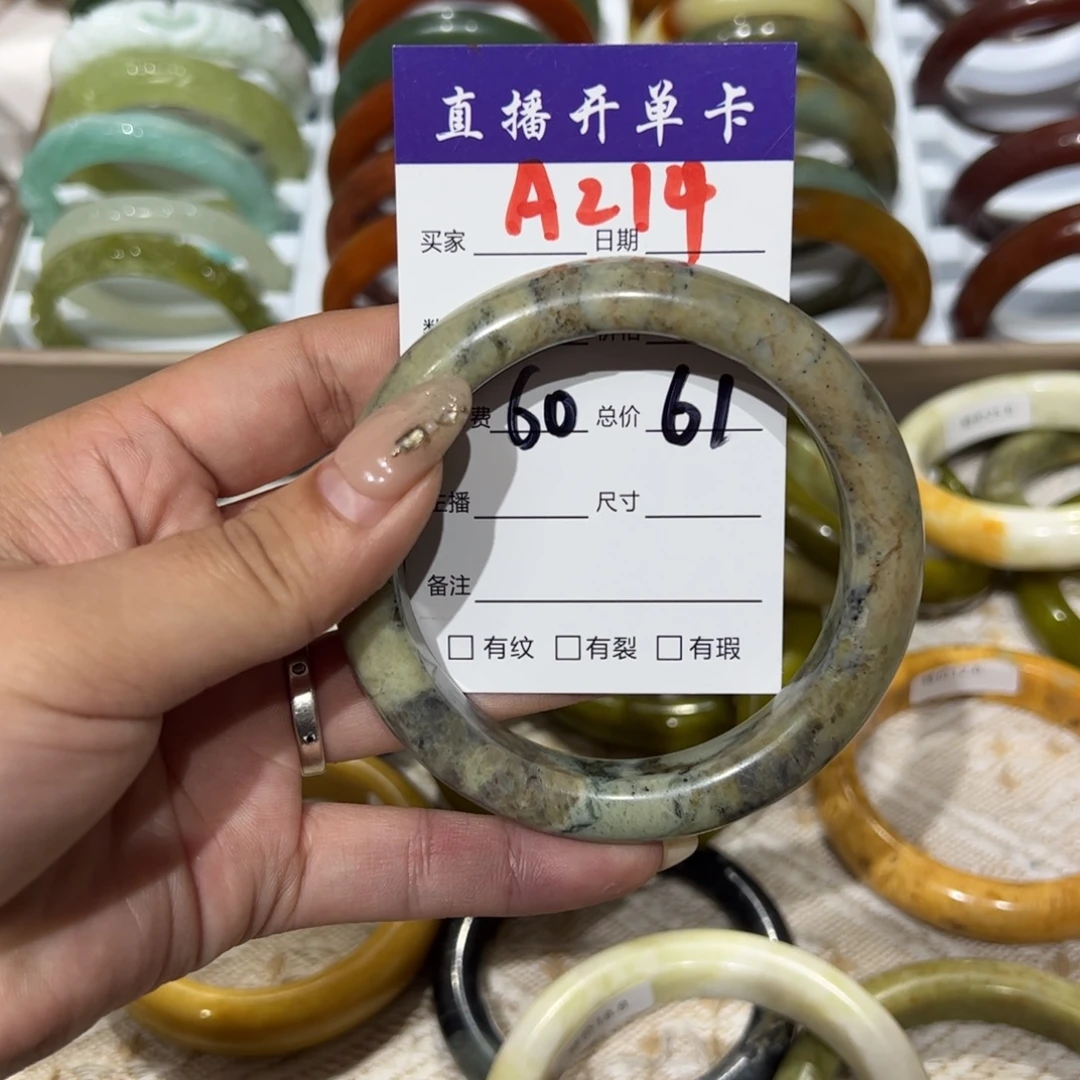 直播开单卡
A214
买家 日期
费 60 总价 61
播 尺寸
备注
□ 有纹 □ 有裂 □ 有瑕